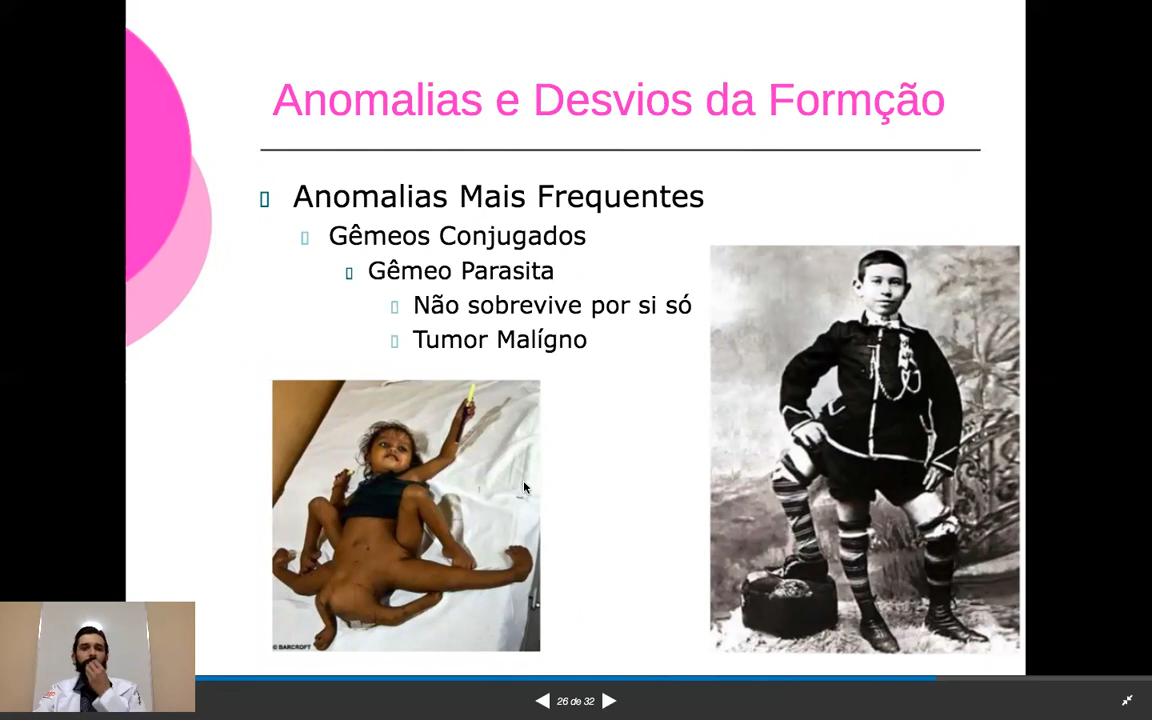 Anomalias e Desvios da Formção
Anomalias Mais Frequentes
Gêmeos Conjugados
Gêmeo Parasita
Não sobrevive por si só
Tumor Malígno
© BARCROFT
26 de 32